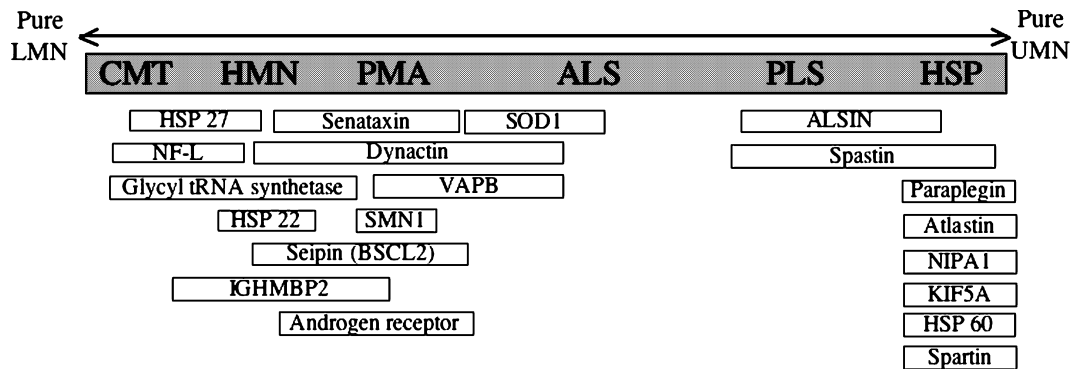 Pure
LMN
Pure
UMN
CMT HMN PMA ALS PLS HSP
HSP 27 Senataxin SOD1 ALSIN
NF-L Dynactin Spastin
Glycyl tRNA synthetase VAPB Paraplegin
HSP 22 SMN1 Atlastin
Seipin (BSCL2) NIPA1
IGHMBP2 KIF5A
Androgen receptor HSP 60
Spartin